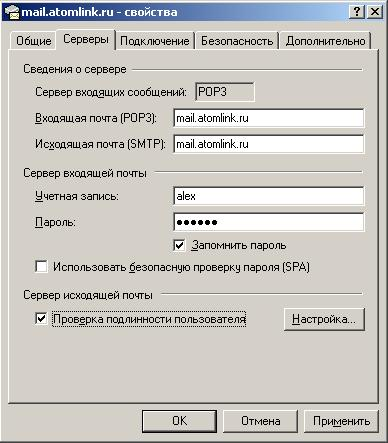 mail.atomlink.ru - свойства
Общие Серверы Подключение Безопасность Дополнительно
Сведения о сервере
Сервер входящих сообщений: POP3
Входящая почта (POP3): mail.atomlink.ru
Исходящая почта (SMTP): mail.atomlink.ru
Сервер входящей почты
Учетная запись: alex
Пароль: ●●●●●●
Запомнить пароль
Использовать безопасную проверку пароля (SPA)
Сервер исходящей почты
Проверка подлинности пользователя Настройка...
OK Отмена Применить